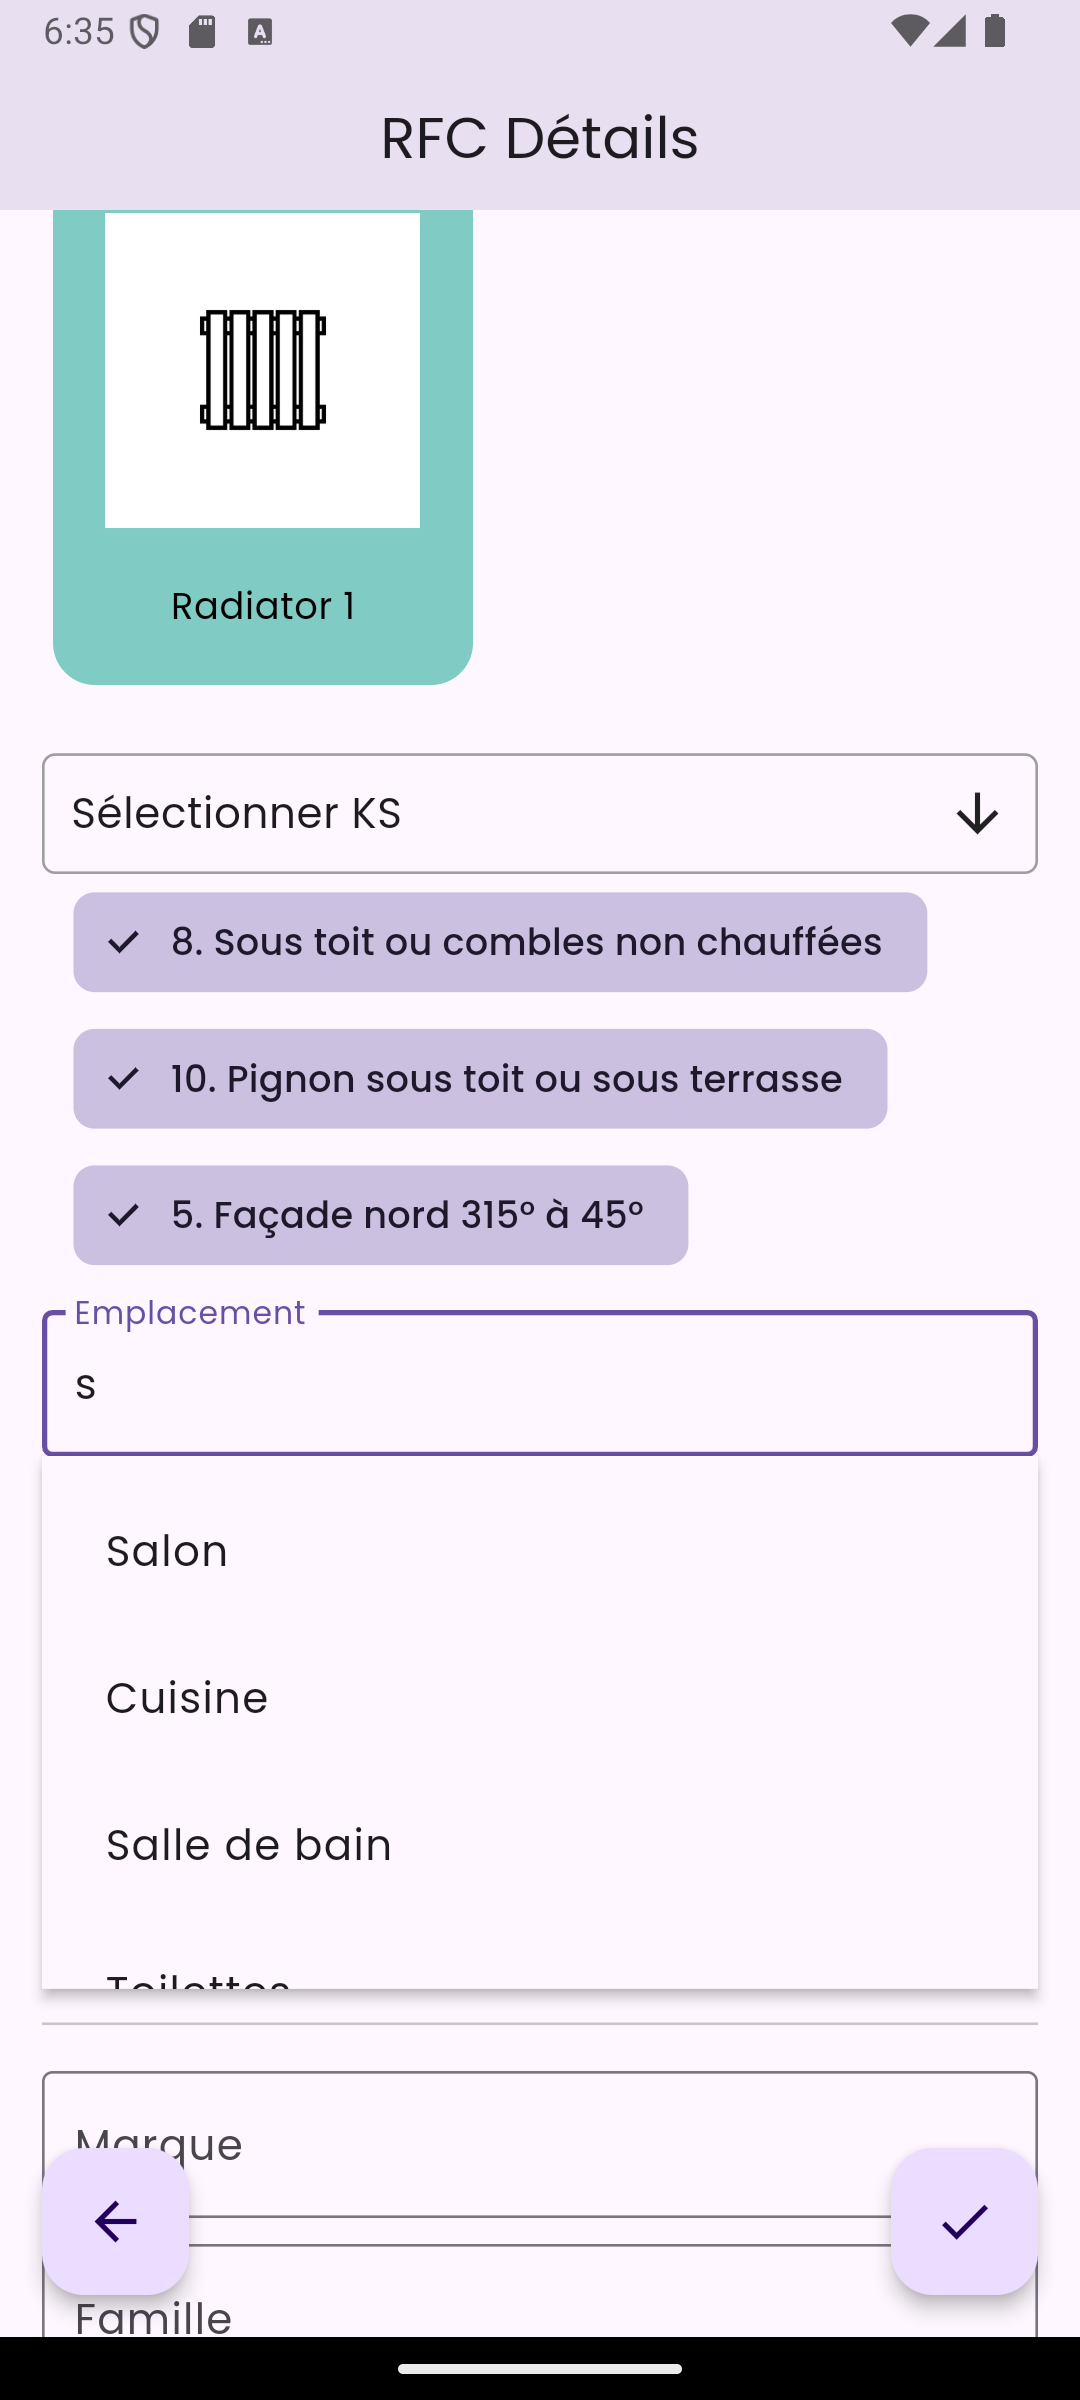 6:35
RFC Détails
Radiator 1
Sélectionner KS
8. Sous toit ou combles non chauffées
10. Pignon sous toit ou sous terrasse
5. Façade nord 315° à 45°
Emplacement
s
Salon
Cuisine
Salle de bain
Toilettes
Marque
Famille